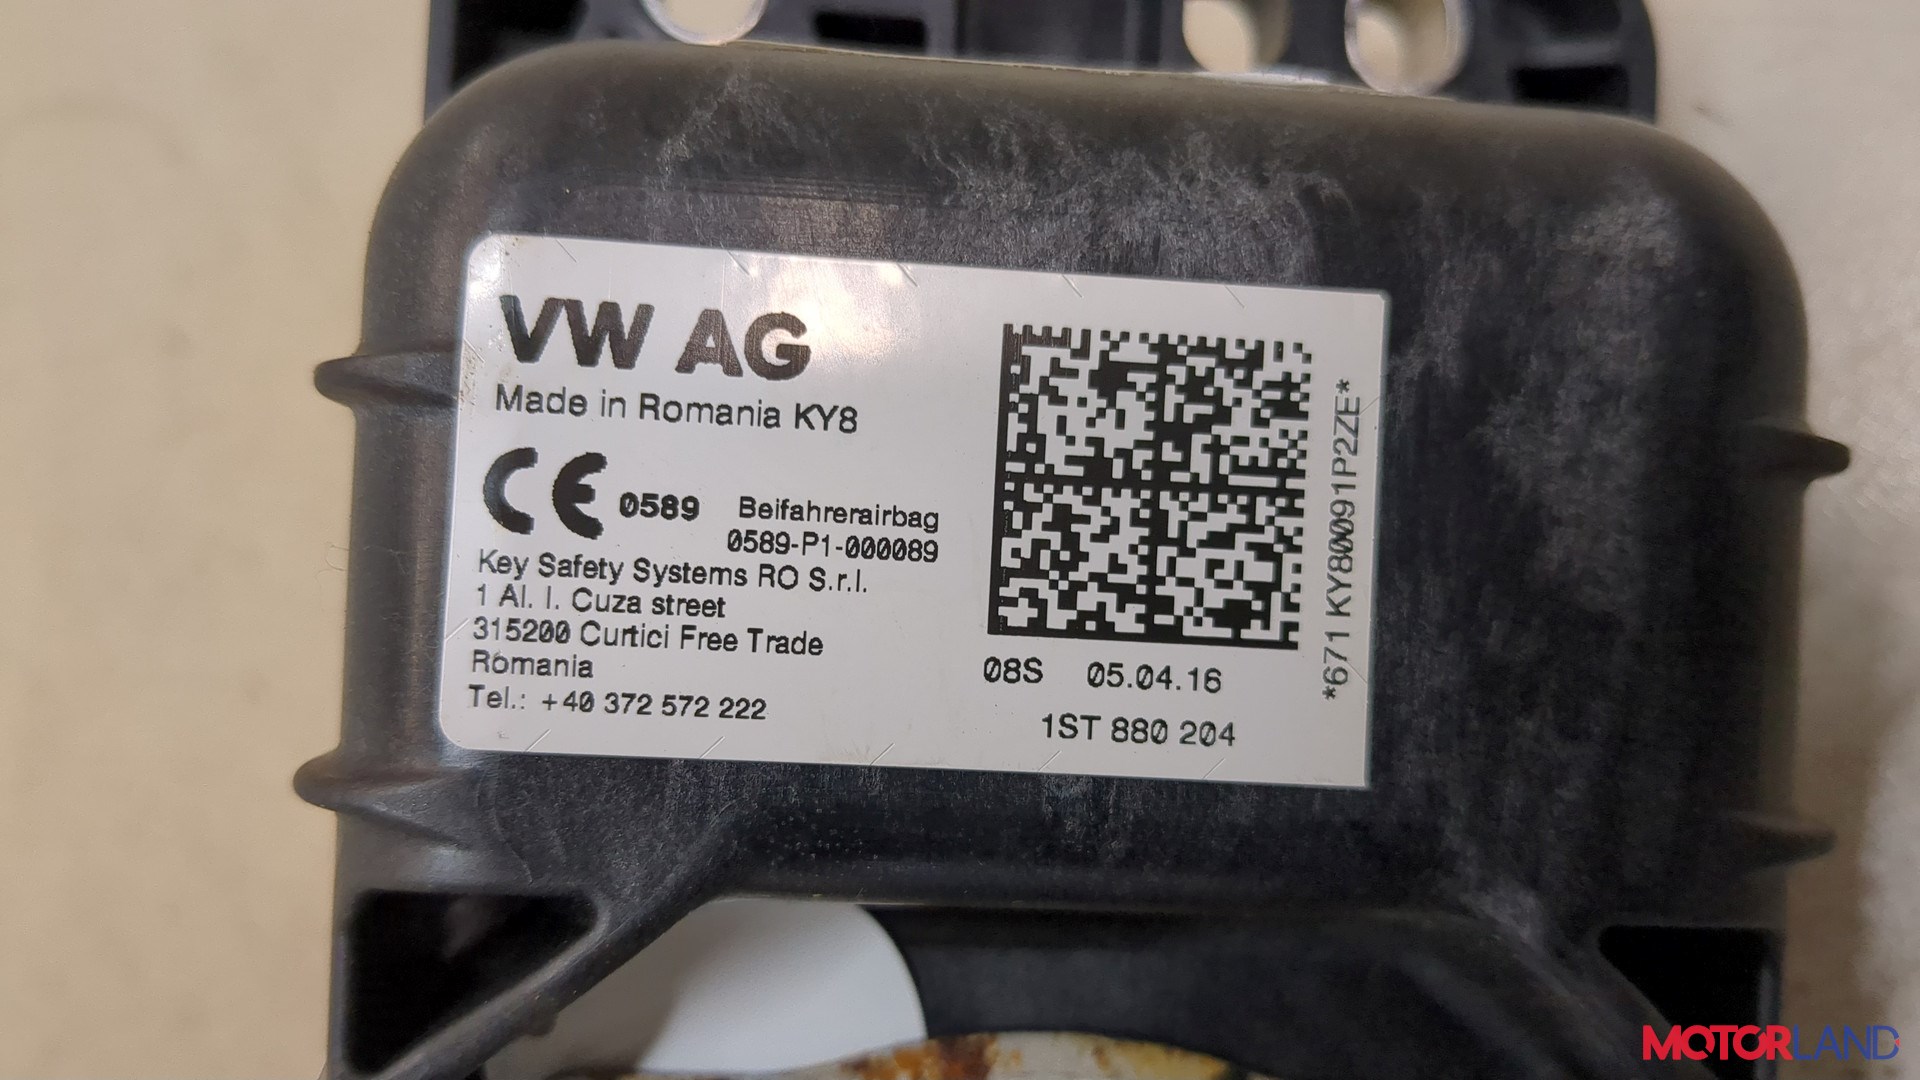 VW AG
Made in Romania KY8
CE 0589 Beifahrerairbag
0589-P1-000089
Key Safety Systems RO S.r.l.
1 Al. I. Cuza street
315200 Curtici Free Trade
Romania
Tel.: +40 372 572 222
08S 05.04.16
1ST 880 204
*671 KY80091P2ZE*
MOTORLAND